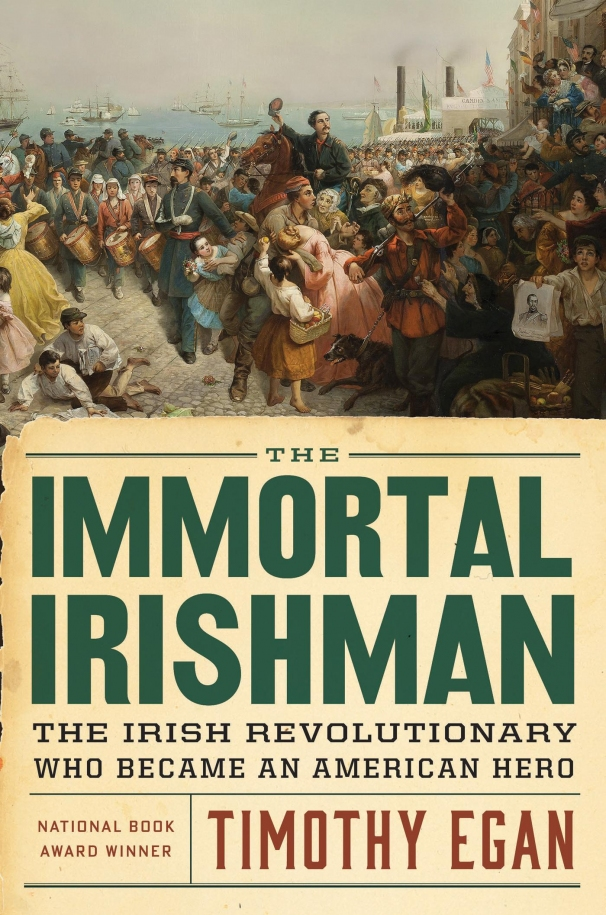 THE
IMMORTAL
IRISHMAN
THE IRISH REVOLUTIONARY
WHO BECAME AN AMERICAN HERO
NATIONAL BOOK
AWARD WINNER
TIMOTHY EGAN